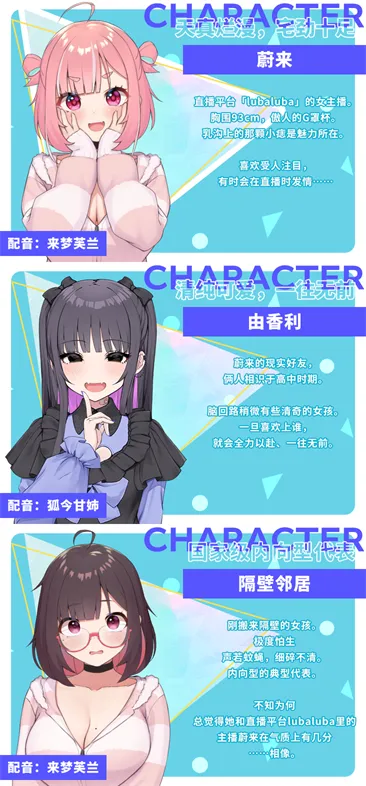 CHARACTER
天真烂漫，宅劲十足
蔚来
直播平台「lubaluba」的女主播。
胸围93cm，傲人的G罩杯。
乳沟上的那颗小痣是魅力所在。
喜欢受人注目，
有时会在直播时发情……
配音：来梦芙兰
CHARACTER
清纯可爱，一往无前
由香利
蔚来的现实好友，
俩人相识于高中时期。
脑回路稍微有些清奇的女孩。
一旦喜欢上谁，
就会全力以赴、一往无前。
配音：狐今甘姉
CHARACTER
国家级内向型代表
隔壁邻居
刚搬来隔壁的女孩。
极度怕生
声若蚊蝇，细碎不清。
内向型的典型代表。
不知为何
总觉得她和直播平台lubaluba里的
主播蔚来在气质上有几分
……相像。
配音：来梦芙兰